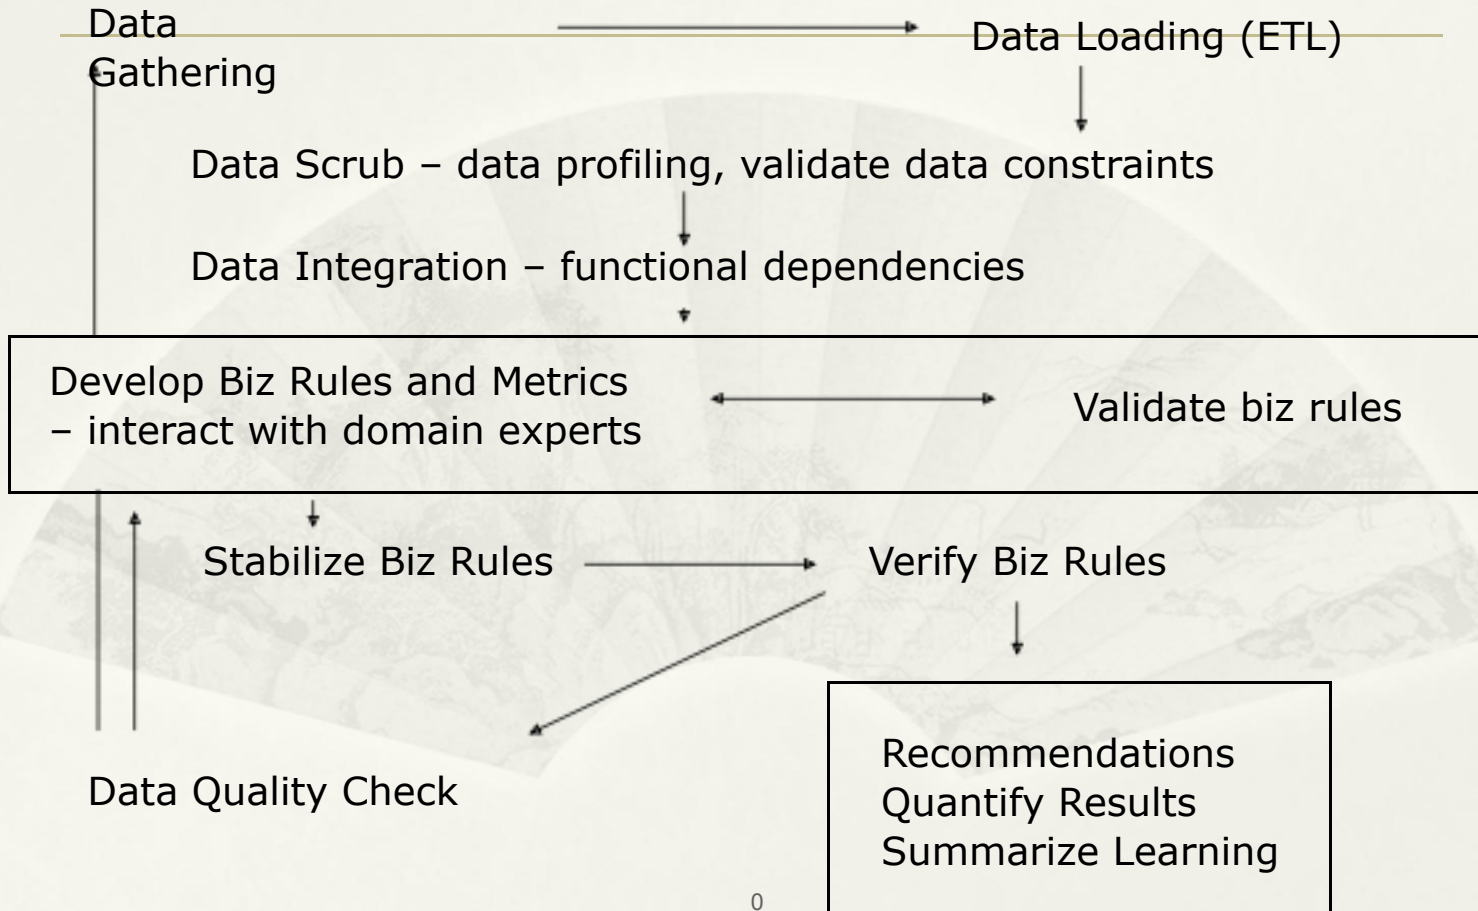 Data
Gathering
Data Loading (ETL)
Data Scrub – data profiling, validate data constraints
Data Integration – functional dependencies
Develop Biz Rules and Metrics
– interact with domain experts
Validate biz rules
Stabilize Biz Rules
Verify Biz Rules
Data Quality Check
Recommendations
Quantify Results
Summarize Learning
0